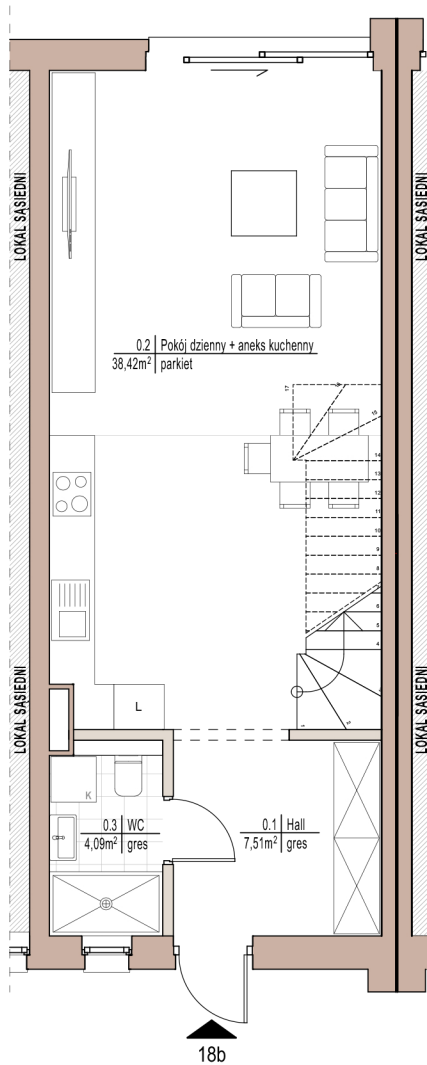 LOKAL SĄSIEDNI
LOKAL SĄSIEDNI
0.2 Pokój dzienny + aneks kuchenny
38,42m² parkiet
17
16
15
14
13
12
11
10
9
8
7
6
5
4
3
2
1
L
LOKAL SĄSIEDNI
LOKAL SĄSIEDNI
K
0.3 WC
4,09m² gres
0.1 Hall
7,51m² gres
18b